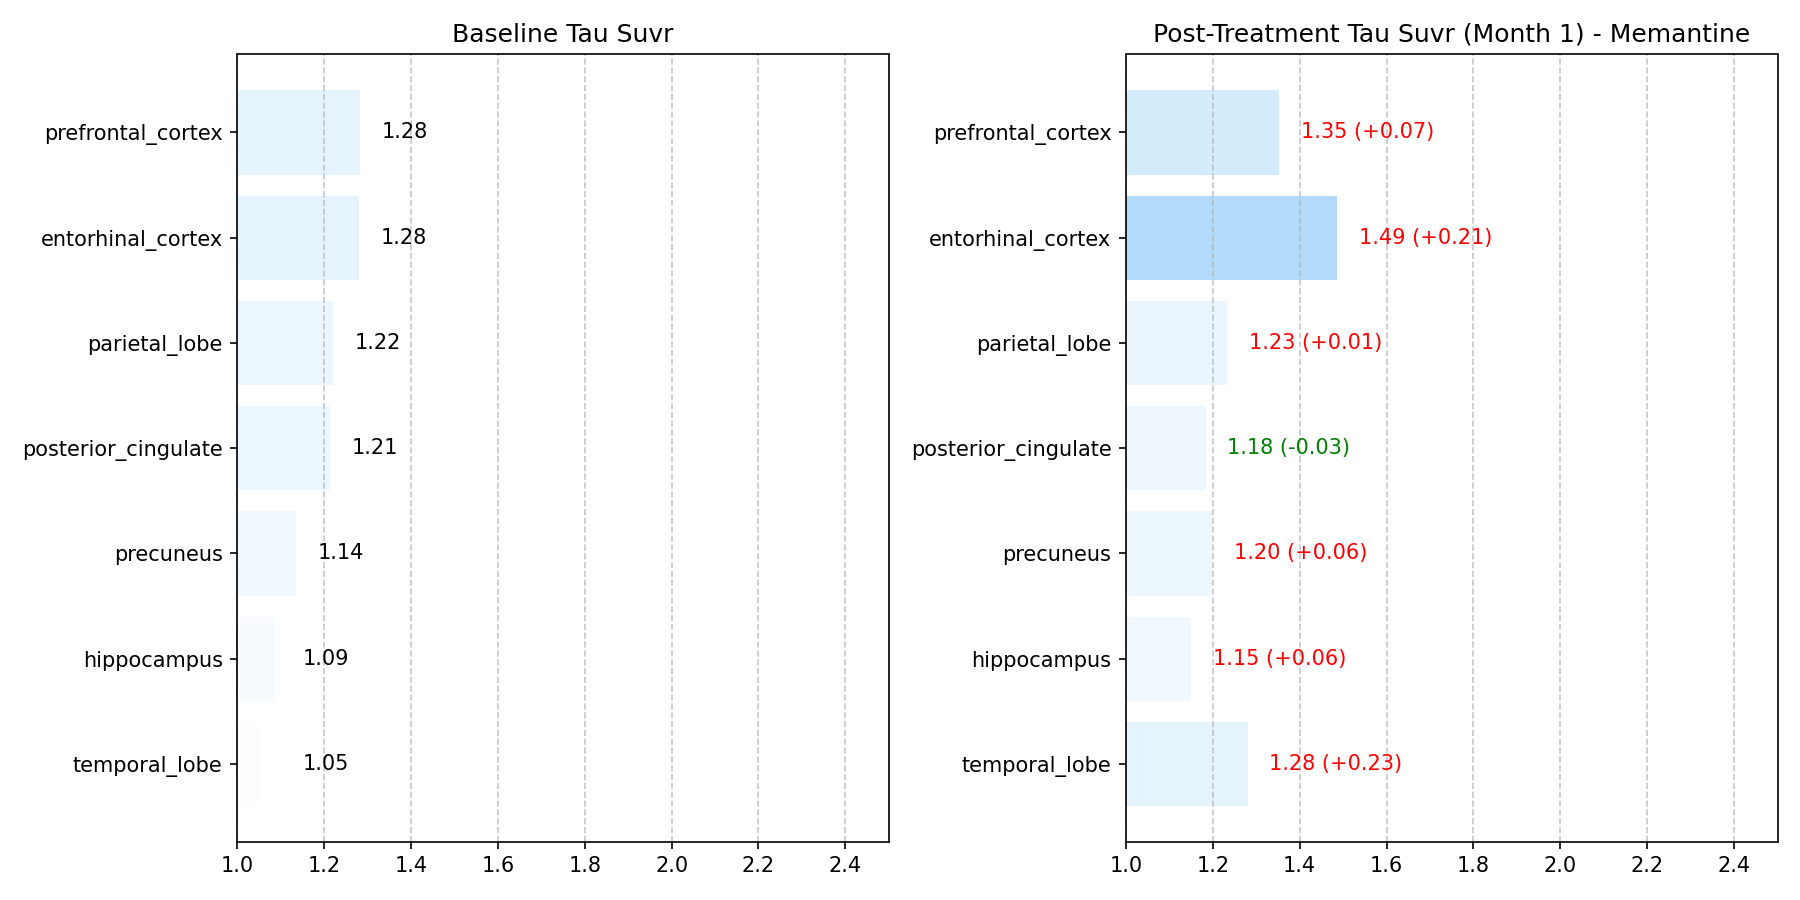 Baseline Tau Suvr
prefrontal_cortex
1.28
entorhinal_cortex
1.28
parietal_lobe
1.22
posterior_cingulate
1.21
precuneus
1.14
hippocampus
1.09
temporal_lobe
1.05
1.0 1.2 1.4 1.6 1.8 2.0 2.2 2.4
Post-Treatment Tau Suvr (Month 1) - Memantine
prefrontal_cortex
1.35 (+0.07)
entorhinal_cortex
1.49 (+0.21)
parietal_lobe
1.23 (+0.01)
posterior_cingulate
1.18 (-0.03)
precuneus
1.20 (+0.06)
hippocampus
1.15 (+0.06)
temporal_lobe
1.28 (+0.23)
1.0 1.2 1.4 1.6 1.8 2.0 2.2 2.4